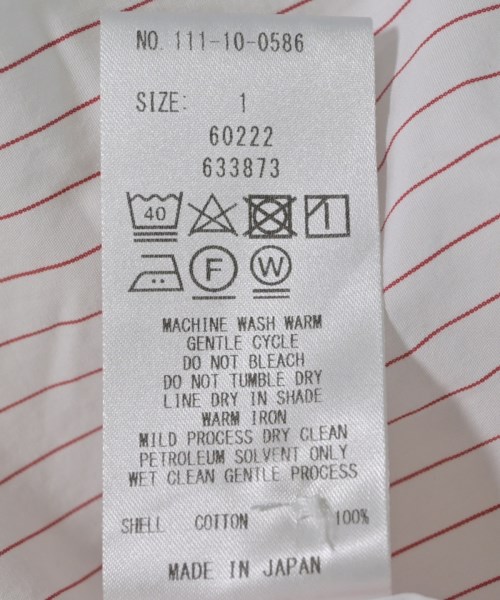 NO. 111-10-0586
SIZE: 1
60222
633873
40
F W
MACHINE WASH WARM
GENTLE CYCLE
DO NOT BLEACH
DO NOT TUMBLE DRY
LINE DRY IN SHADE
WARM IRON
MILD PROCESS DRY CLEAN
PETROLEUM SOLVENT ONLY
WET CLEAN GENTLE PROCESS
SHELL COTTON 100%
MADE IN JAPAN